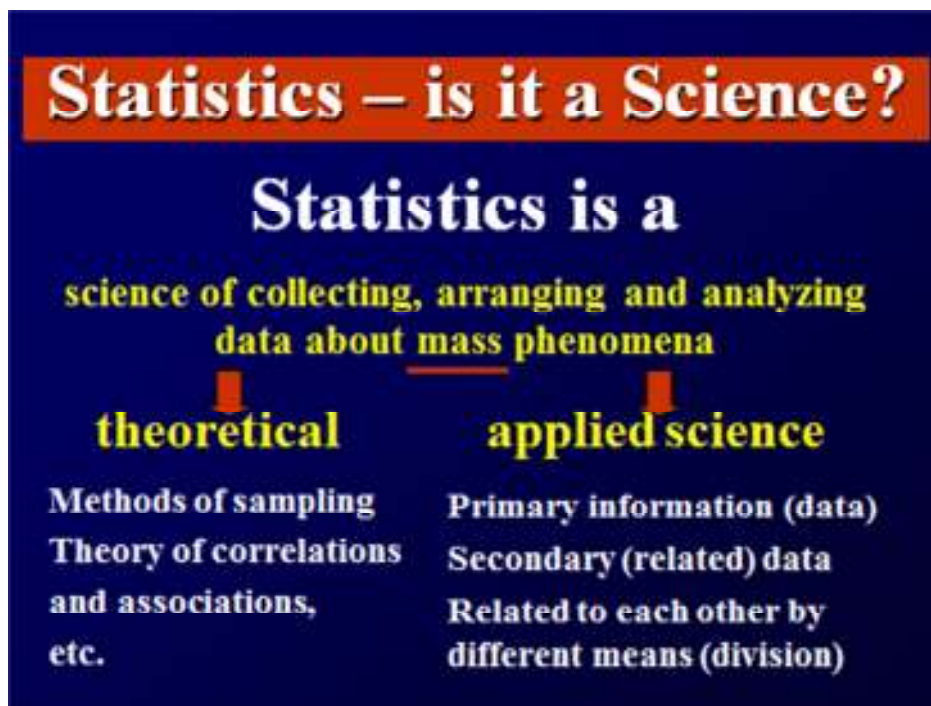 Statistics – is it a Science?
Statistics is a
science of collecting, arranging and analyzing
data about mass phenomena
theoretical
Methods of sampling
Theory of correlations
and associations,
etc.
applied science
Primary information (data)
Secondary (related) data
Related to each other by
different means (division)